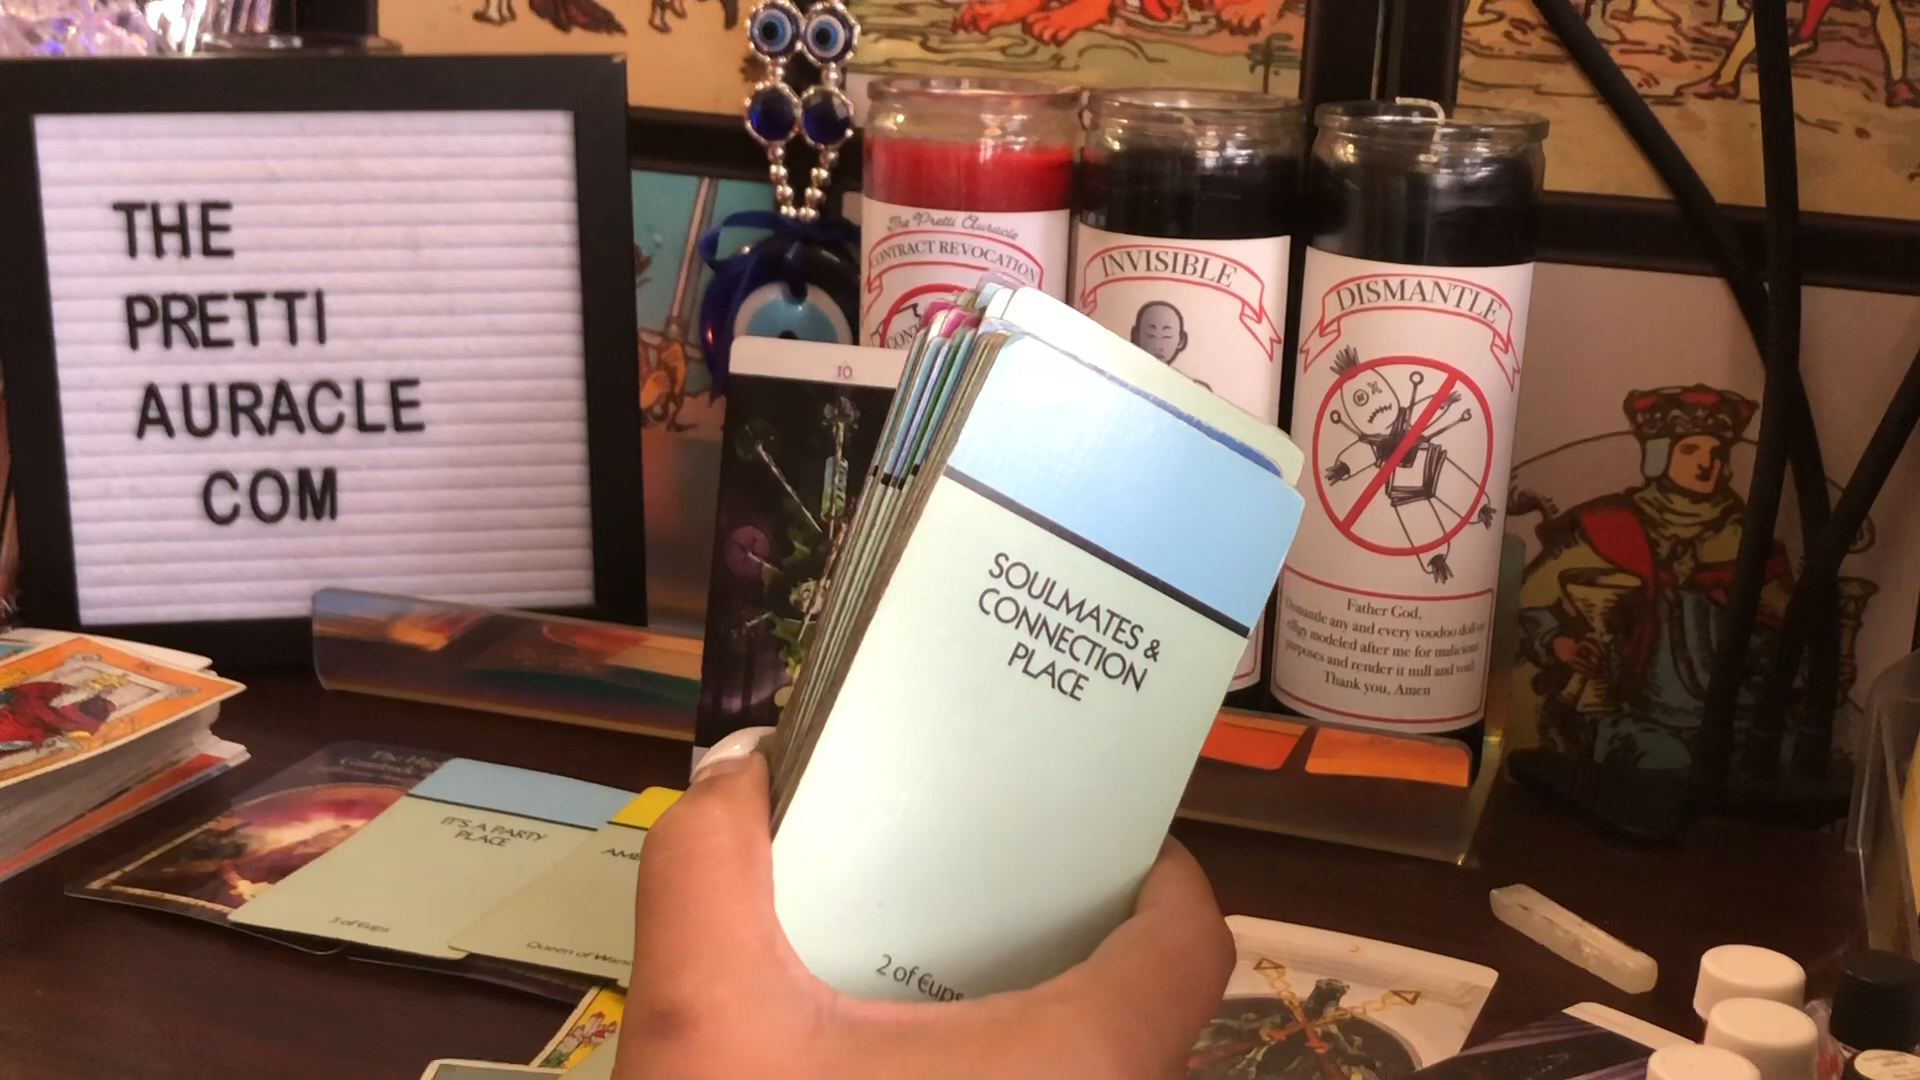 THE
PRETTI
AURACLE
COM
The Pretti Auracle
CONTRACT REVOCATION
INVISIBLE
DISMANTLE
Father God,
Dismantle any and every voodoo doll or
effigy modeled after me for malicious
purposes and render it null and void.
Thank you, Amen
10
SOULMATES &
CONNECTION
PLACE
2 of Cups
IT'S A PARTY
PLACE
3 of Cups
Queen of
2